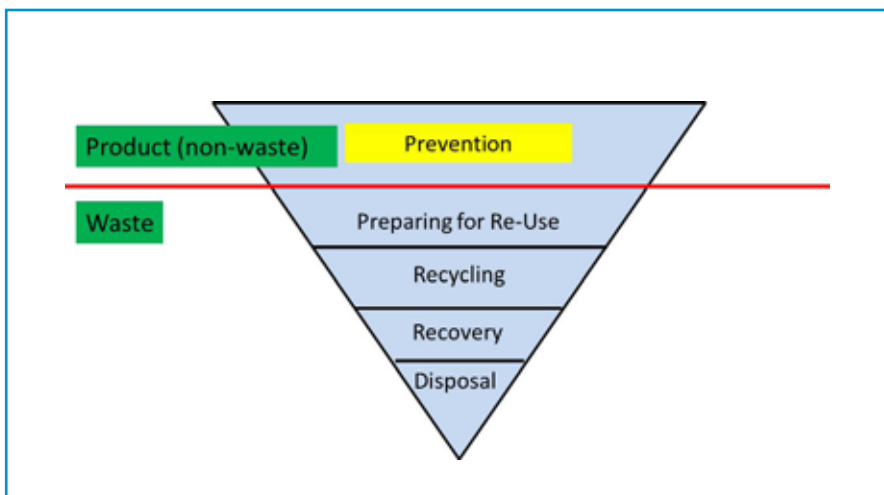 Product (non-waste)
Prevention
Waste
Preparing for Re-Use
Recycling
Recovery
Disposal